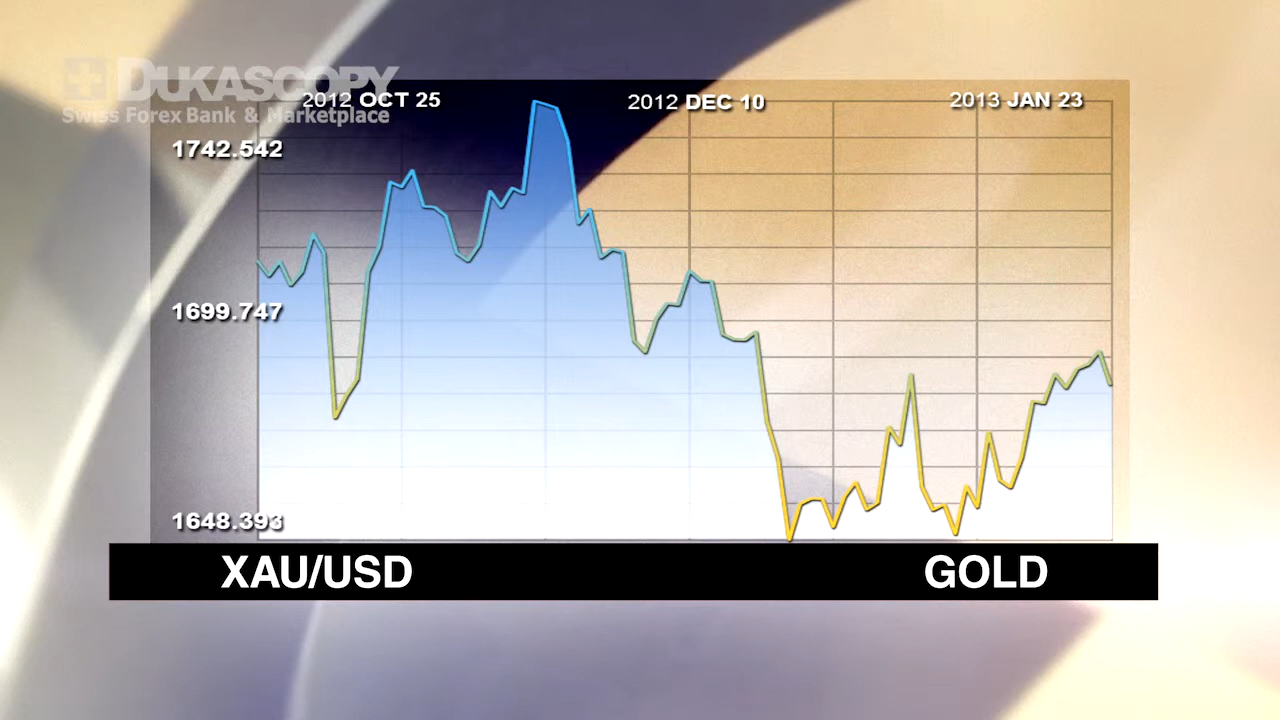 DUKASCOPY
Swiss Forex Bank & Marketplace
2012 OCT 25
2012 DEC 10
2013 JAN 23
1742.542
1699.747
1648.393
XAU/USD
GOLD